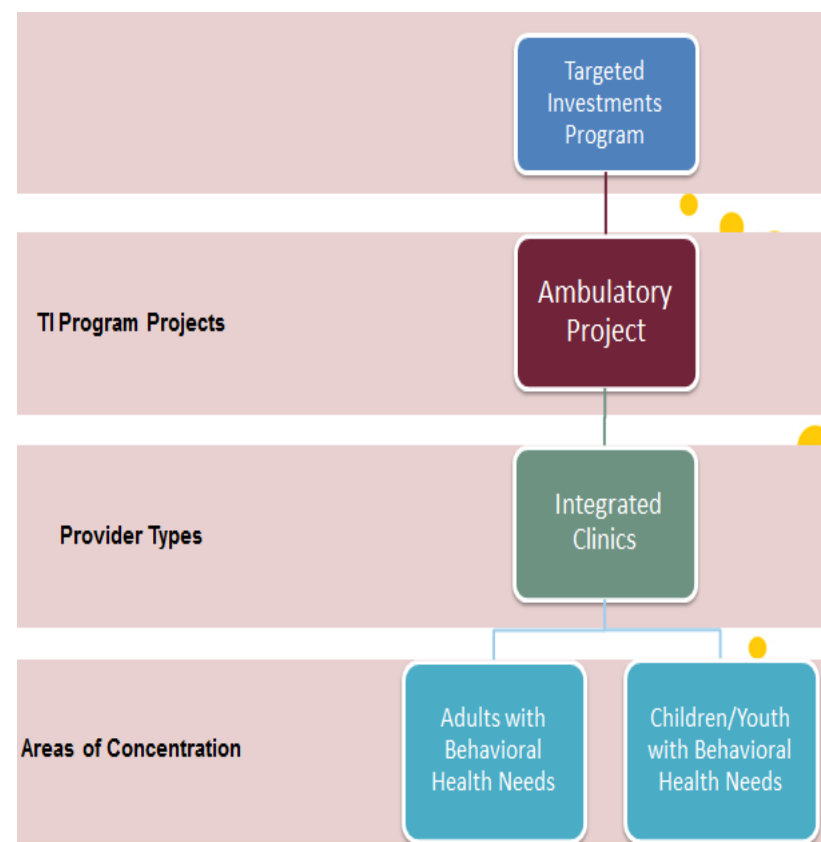 Targeted
Investments
Program
TI Program Projects
Ambulatory
Project
Provider Types
Integrated
Clinics
Areas of Concentration
Adults with
Behavioral
Health Needs
Children/Youth
with Behavioral
Health Needs